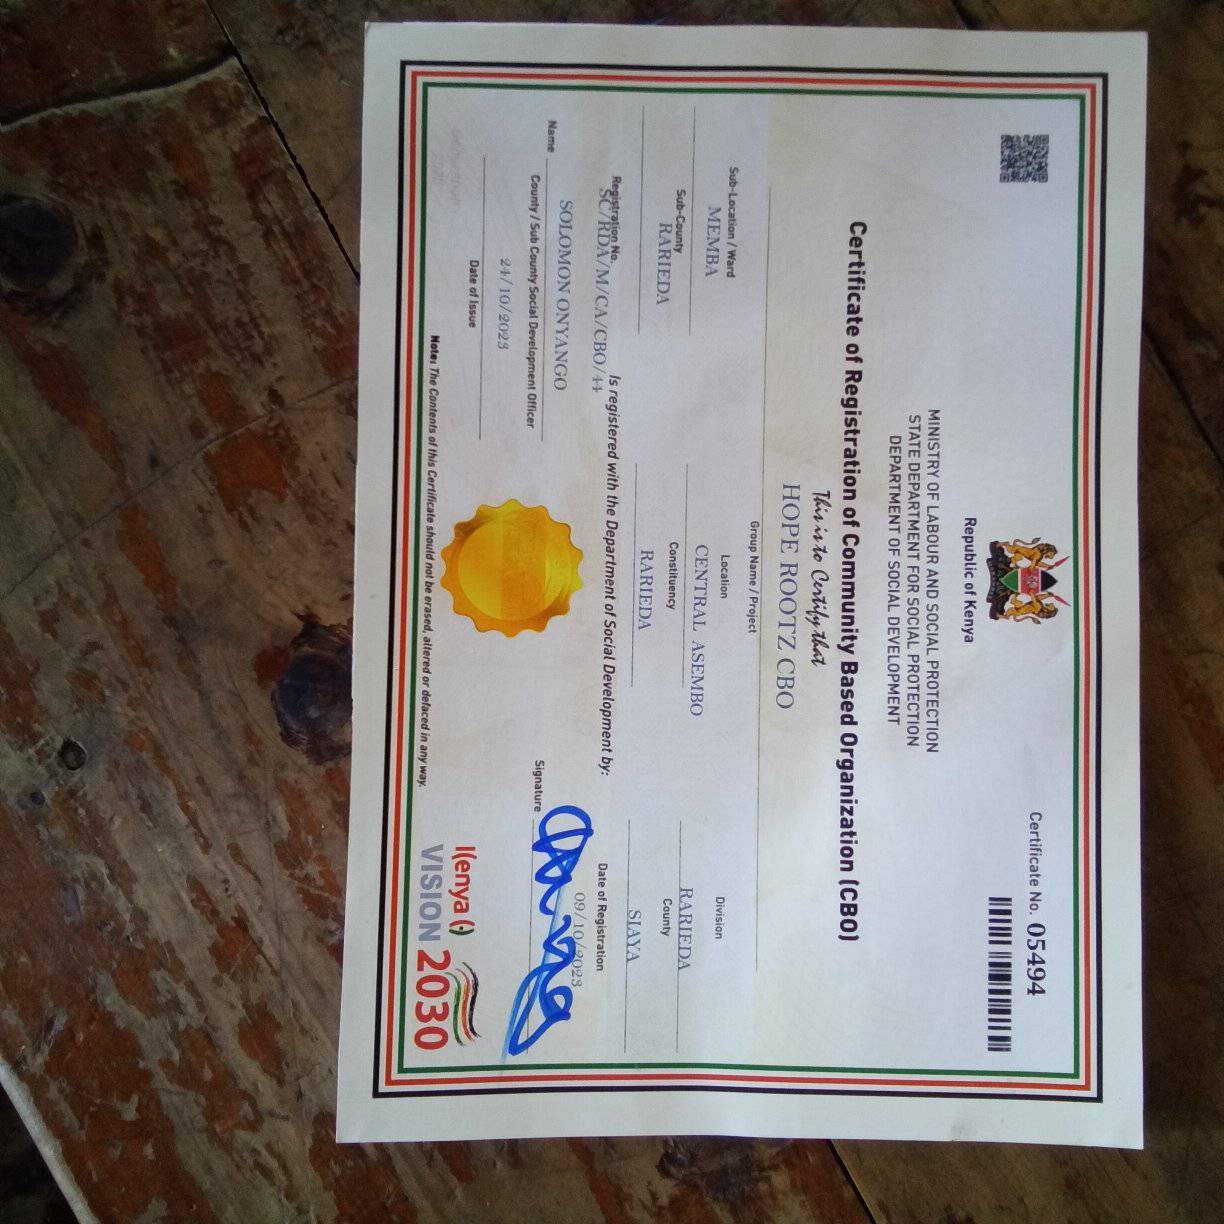 Certificate No. 05494
Republic of Kenya
MINISTRY OF LABOUR AND SOCIAL PROTECTION
STATE DEPARTMENT FOR SOCIAL PROTECTION
DEPARTMENT OF SOCIAL DEVELOPMENT
Certificate of Registration of Community Based Organization (CBO)
This is to Certify that
HOPE ROOTZ CBO
Group Name / Project
Sub-Location / Ward Location Division
MEMBA CENTRAL ASEMBO RARIEDA
Sub-County Constituency County
RARIEDA RARIEDA SIAYA
Is registered with the Department of Social Development by:
Registration No. Date of Registration
SC/RDA/M/CA/CBO/44 09/10/2023
Name SOLOMON ONYANGO Signature
County / Sub County Social Development Officer
24/10/2023
Date of Issue
Kenya
VISION 2030
Note: The Contents of this Certificate should not be erased, altered or defaced in any way.